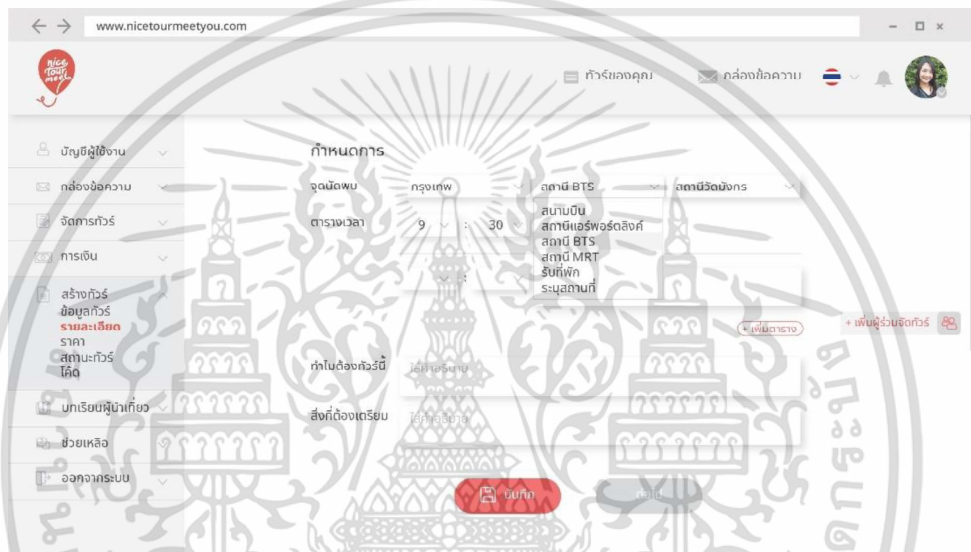 www.nicetourmeetyou.com
nice
Tour
meet
ทัวร์ของคุณ
กล่องข้อความ
บัญชีผู้ใช้งาน
กล่องข้อความ
จัดการทัวร์
การเงิน
สร้างทัวร์
ข้อมูลทัวร์
รายละเอียด
ราคา
สถานะทัวร์
โค้ด
บทเรียนผู้นำเที่ยว
ช่วยเหลือ
ออกจากระบบ
กำหนดการ
จุดนัดพบ กรุงเทพ สถานี BTS สถานีวัดมังกร
สนามบิน
สถานีแอร์พอร์ตลิงค์
สถานี BTS
สถานี MRT
รับที่พัก
ระบุสถานที่
ตารางเวลา 9 : 30
:
+ เพิ่มตาราง
+ เพิ่มผู้ร่วมจัดทัวร์
ทำไมต้องทัวร์นี้ ใส่คำอธิบาย
สิ่งที่ต้องเตรียม ใส่คำอธิบาย
บันทึก ต่อไป